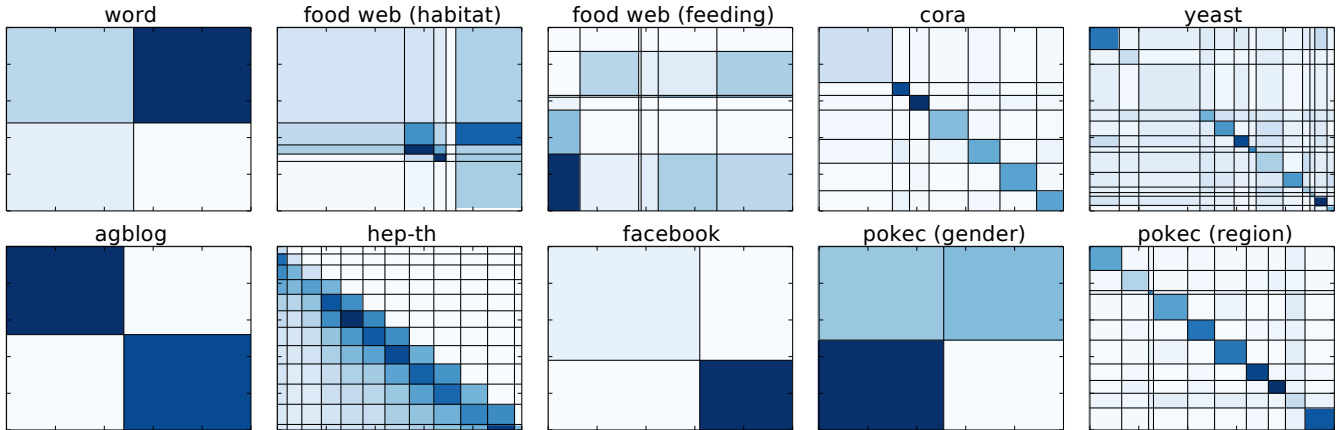 word
food web (habitat)
food web (feeding)
cora
yeast
agblog
hep-th
facebook
pokec (gender)
pokec (region)